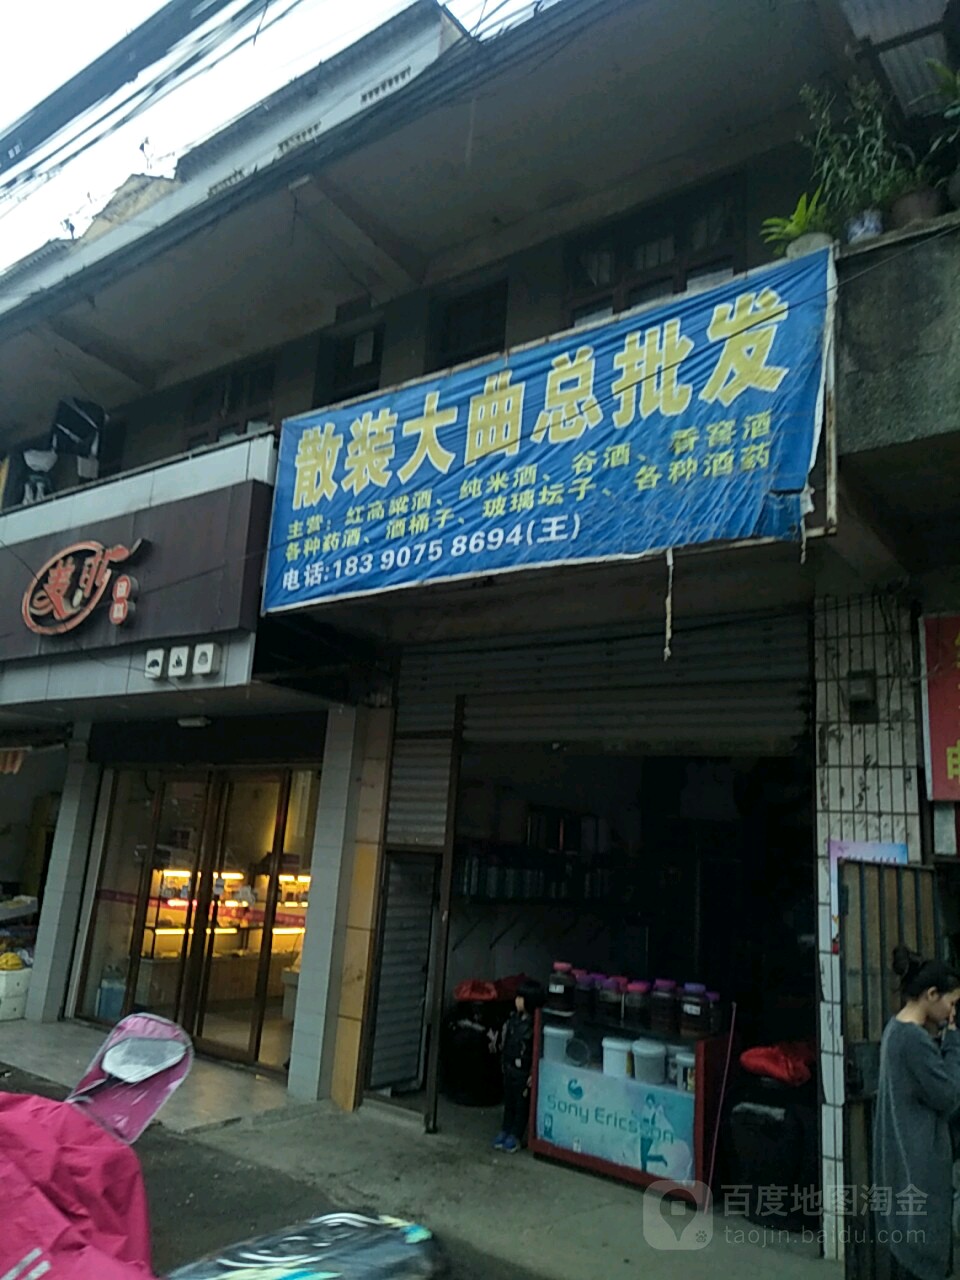 散装大曲总批发
主营：红高粱酒、纯米酒、谷酒、香窖酒
各种药酒、酒桶子、玻璃坛子、各种酒药
电话:183 9075 8694(王)
Sony Ericsson
百度地图淘金
taojin.baidu.com